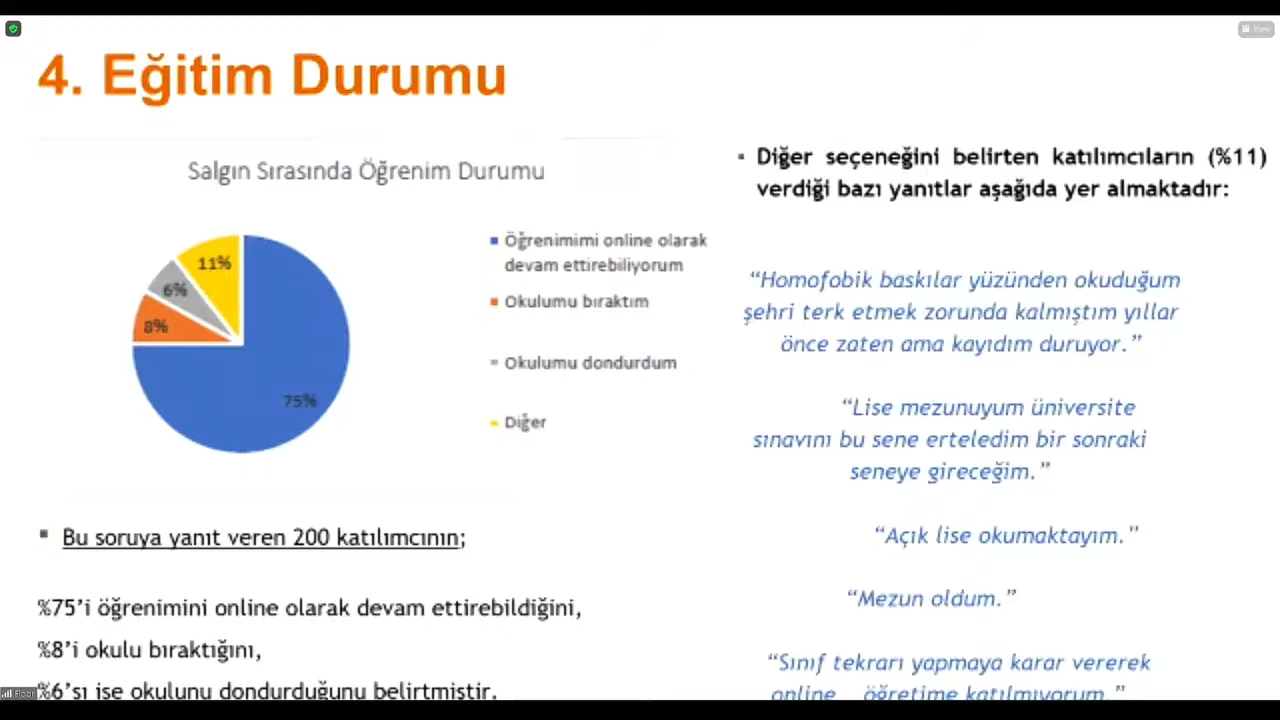 View
4. Eğitim Durumu
Salgın Sırasında Öğrenim Durumu
11%
6%
8%
75%
Öğrenimimi online olarak
devam ettirebiliyorum
Okulumu bıraktım
Okulumu dondurdum
Diğer
Bu soruya yanıt veren 200 katılımcının;
%75’i öğrenimini online olarak devam ettirebildiğini,
%8’i okulu bıraktığını,
%6’sı ise okulunu dondurduğunu belirtmiştir.
Diğer seçeneğini belirten katılımcıların (%11)
verdiği bazı yanıtlar aşağıda yer almaktadır:
“Homofobik baskılar yüzünden okuduğum
şehri terk etmek zorunda kalmıştım yıllar
önce zaten ama kayıdım duruyor.”
“Lise mezunuyum üniversite
sınavını bu sene erteledim bir sonraki
seneye gireceğim.”
“Açık lise okumaktayım.”
“Mezun oldum.”
“Sınıf tekrarı yapmaya karar vererek
online öğretime katılmıyorum.”
Floor